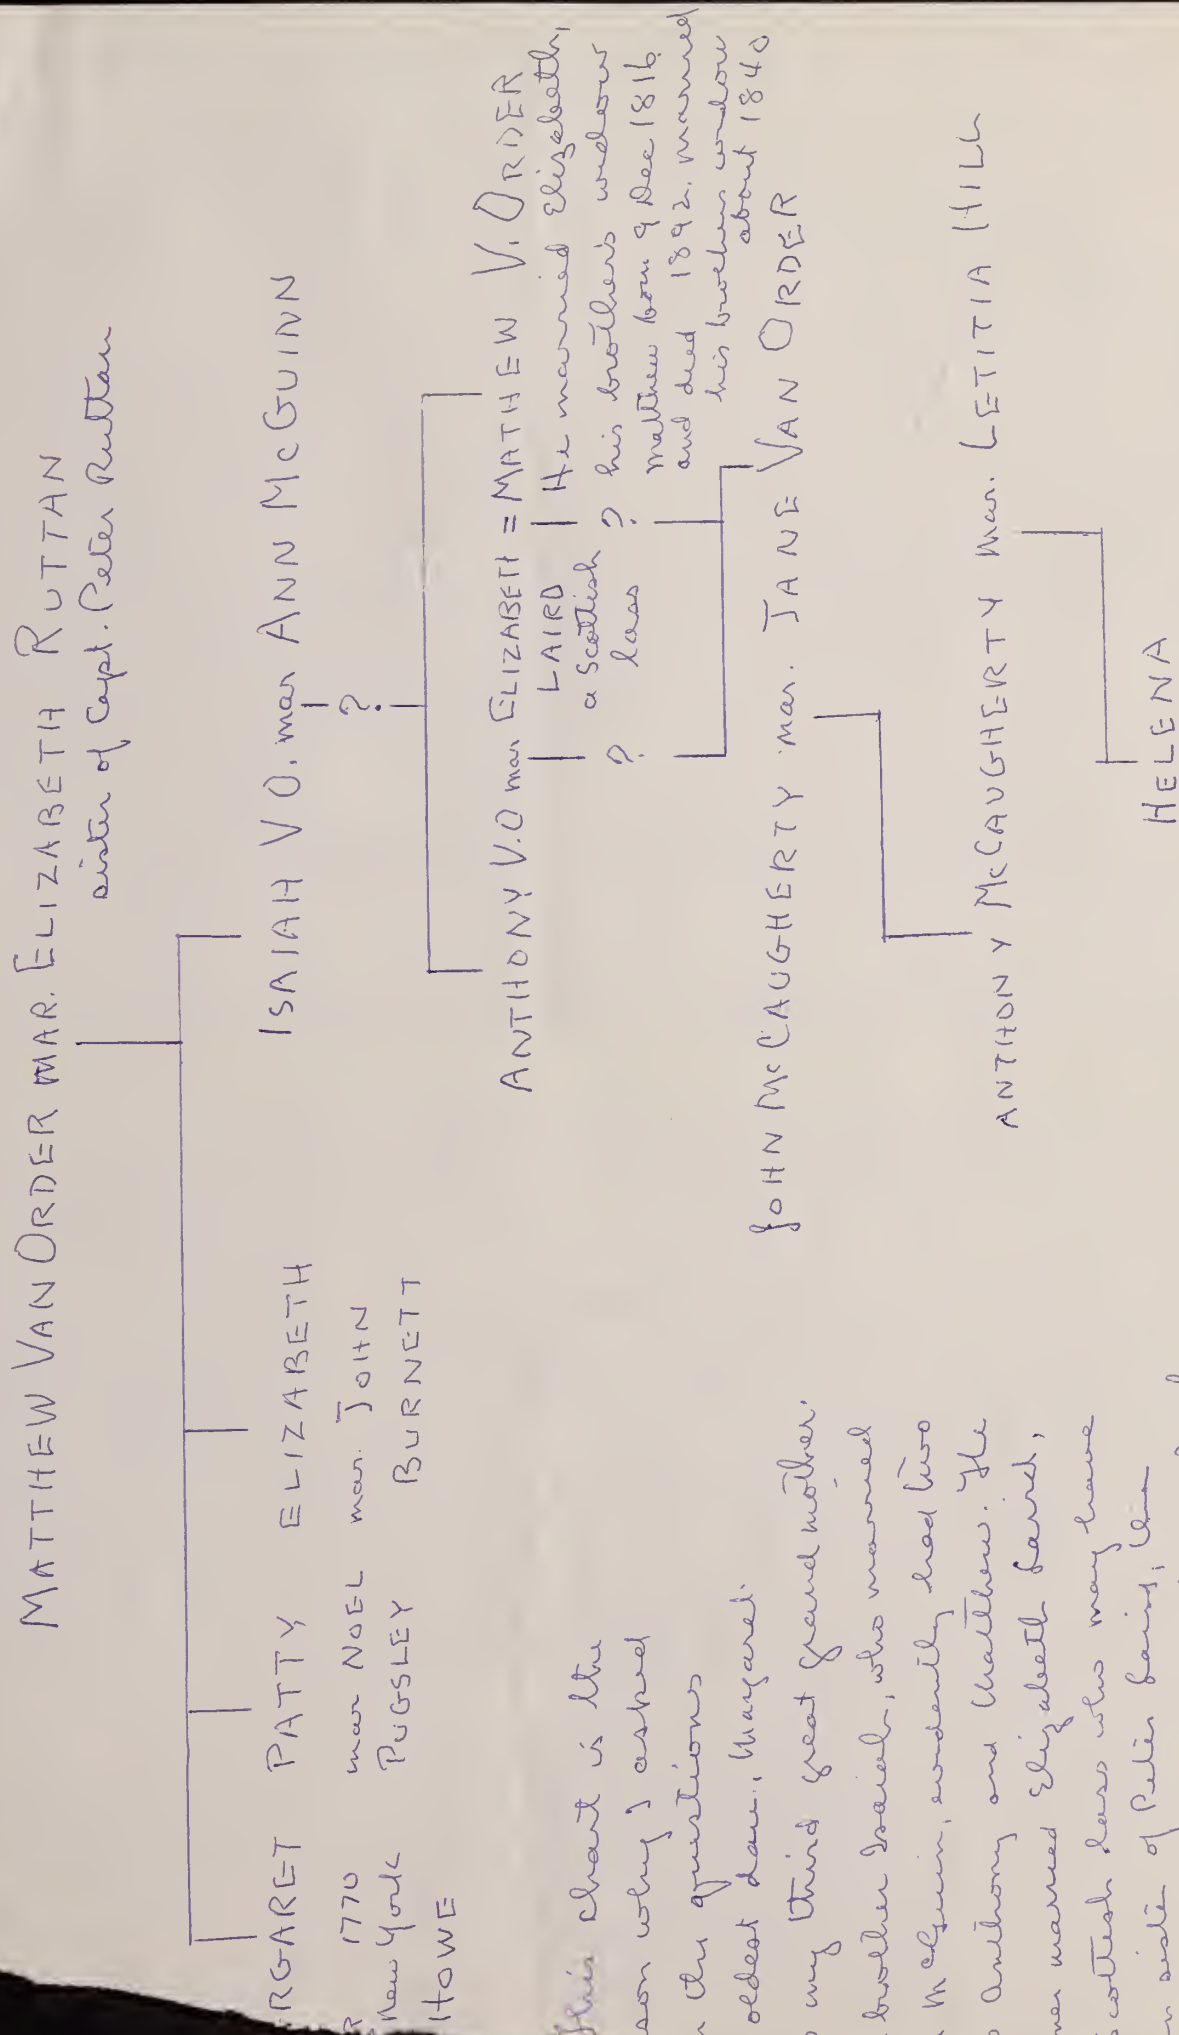 MATTHEW VAN ORDER MAR. ELIZABETH RUTTAN
sister of Capt. Peter Ruttan
RGARET PATTY ELIZABETH ISAIAH V O. mar ANN McGUINN
R 1770 mar NOEL mar. JOHN
New York PUGSLEY BURNETT
HOWE
?
ANTHONY V.O mar ELIZABETH = MATHEW V. ORDER
LAIRD
a Scottish
lass
? ?
He married Elizabeth,
his brother's widow
Matthew born 9 Dec 1816
and died 1892. married
his brothers widow
about 1840
JOHN McCAUGHERTY mar. JANE VAN ORDER
ANTHONY McCAUGHERTY mar. LETITIA HILL
HELENA
This chart is the
son why I asked
the questions
oldest dau., Margaret.
my third great grandmother.
brother Isaiah, who married
McGuin, evidently had two
Anthony and Matthew. The
mer married Elizabeth Laird,
cottish lass who may have
n sister of Peter Laird,